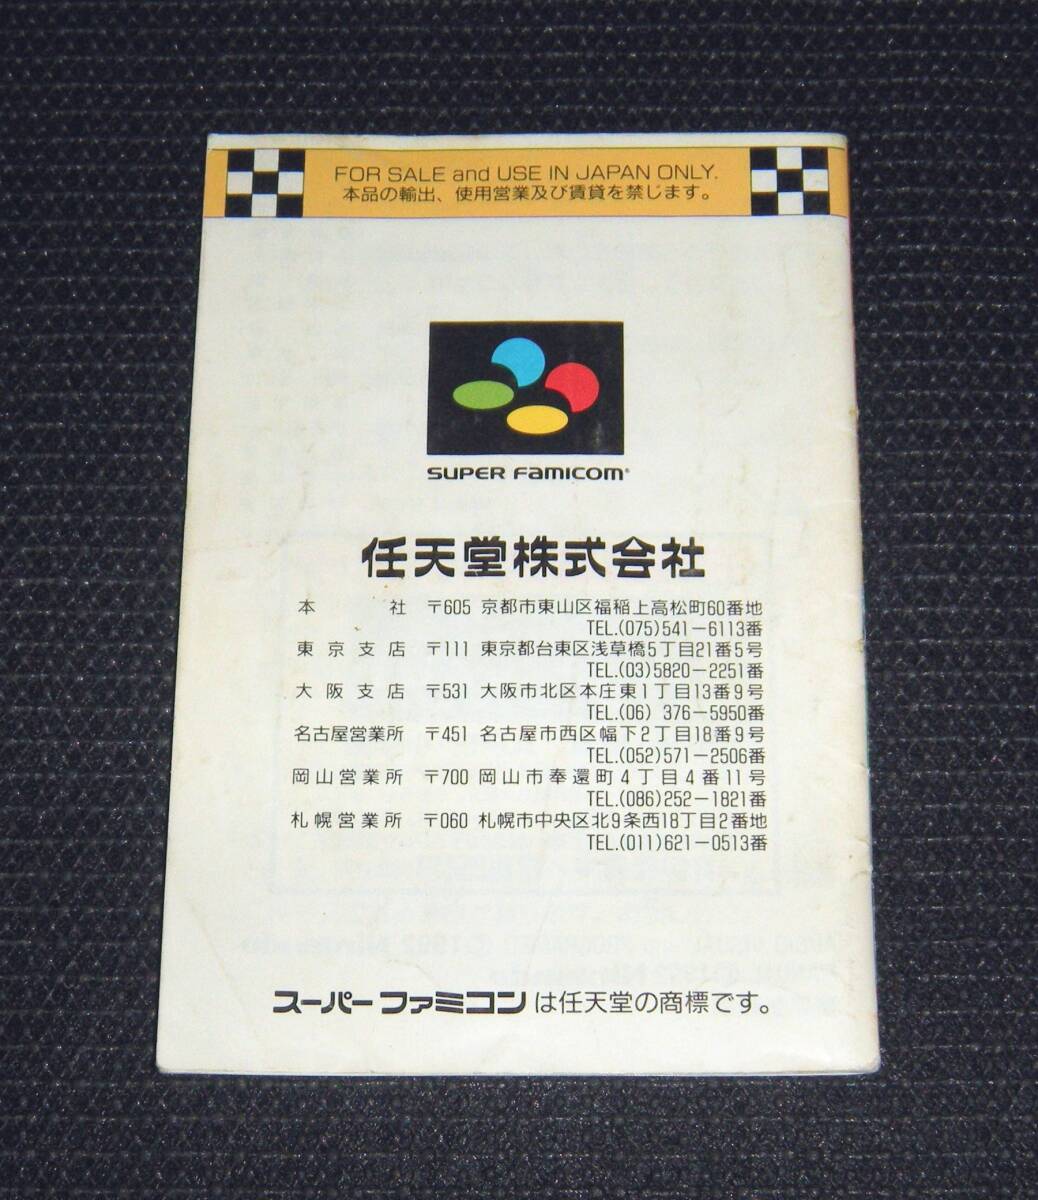 FOR SALE and USE IN JAPAN ONLY.
本品の輸出、使用営業及び賃貸を禁じます。
SUPER FAMICOM®
任天堂株式会社
本社 〒605 京都市東山区福稲上高松町60番地
TEL.(075)541-6113番
東京支店 〒111 東京都台東区浅草橋5丁目21番5号
TEL.(03)5820-2251番
大阪支店 〒531 大阪市北区本庄東1丁目13番9号
TEL.(06) 376-5950番
名古屋営業所 〒451 名古屋市西区幅下2丁目18番9号
TEL.(052)571-2506番
岡山営業所 〒700 岡山市奉還町4丁目4番11号
TEL.(086)252-1821番
札幌営業所 〒060 札幌市中央区北9条西18丁目2番地
TEL.(011)621-0513番
スーパーファミコンは任天堂の商標です。